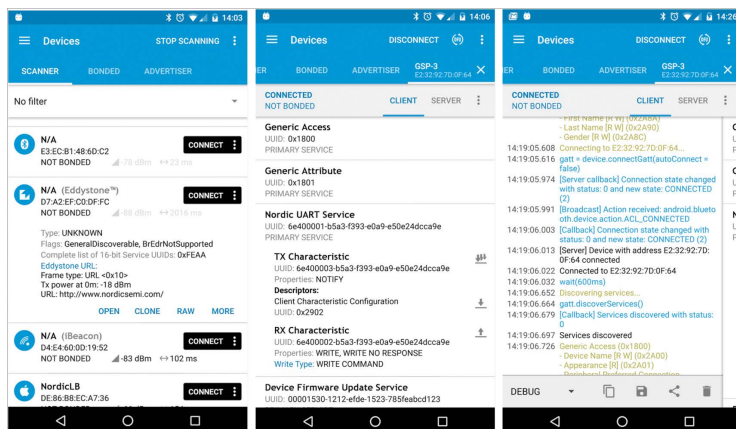 14:03
Devices
STOP SCANNING
SCANNER
BONDED
ADVERTISER
No filter
N/A
E3:EC:B1:48:6D:C2
NOT BONDED
-79 dBm
↔23 ms
CONNECT
N/A (Eddystone™)
D7:A2:EF:C0:DF:FC
NOT BONDED
-88 dBm
↔2016 ms
CONNECT
Type: UNKNOWN
Flags: GeneralDiscoverable, BrEdrNotSupported
Complete list of 16-bit Service UUIDs: 0xFEAA
Eddystone URL:
Frame type: URL <0x10>
Tx power at 0m: -18 dBm
URL: http://www.nordicsemi.com/
OPEN
CLONE
RAW
MORE
N/A (iBeacon)
D4:E4:60:0D:19:52
NOT BONDED
-83 dBm
↔102 ms
CONNECT
NordicLB
DE:86:B8:EC:A7:36
CONNECT
14:06
Devices
DISCONNECT
ER
BONDED
ADVERTISER
GSP-3
E2:32:92:7D:0F:64
CONNECTED
NOT BONDED
CLIENT
SERVER
Generic Access
UUID: 0x1800
PRIMARY SERVICE
Generic Attribute
UUID: 0x1801
PRIMARY SERVICE
Nordic UART Service
UUID: 6e400001-b5a3-f393-e0a9-e50e24dcca9e
PRIMARY SERVICE
TX Characteristic
UUID: 6e400003-b5a3-f393-e0a9-e50e24dcca9e
Properties: NOTIFY
Descriptors:
Client Characteristic Configuration
UUID: 0x2902
RX Characteristic
UUID: 6e400002-b5a3-f393-e0a9-e50e24dcca9e
Properties: WRITE, WRITE NO RESPONSE
Write Type: WRITE COMMAND
Device Firmware Update Service
UUID: 00001530-1212-efde-1523-785feabcd123
14:26
Devices
DISCONNECT
ER
BONDED
ADVERTISER
GSP-3
E2:32:92:7D:0F:64
CONNECTED
NOT BONDED
CLIENT
SERVER
- First Name [R W] (0x2A8A)
- Last Name [R W] (0x2A90)
- Gender [R W] (0x2A8C)
14:19:05.608 Connecting to E2:32:92:7D:0F:64...
14:19:05.616 gatt = device.connectGatt(autoConnect =
false)
14:19:05.974 [Server callback] Connection state changed
with status: 0 and new state: CONNECTED
(2)
14:19:05.991 [Broadcast] Action received: android.blueto
oth.device.action.ACL_CONNECTED
14:19:06.003 [Callback] Connection state changed with
status: 0 and new state: CONNECTED (2)
14:19:06.013 [Server] Device with address E2:32:92:7D:
0F:64 connected
14:19:06.022 Connected to E2:32:92:7D:0F:64
14:19:06.032 wait(600ms)
14:19:06.652 Discovering services...
14:19:06.664 gatt.discoverServices()
14:19:06.679 [Callback] Services discovered with status:
0
14:19:06.697 Services discovered
14:19:06.726 Generic Access (0x1800)
- Device Name [R W] (0x2A00)
- Appearance [R] (0x2A01)
DEBUG